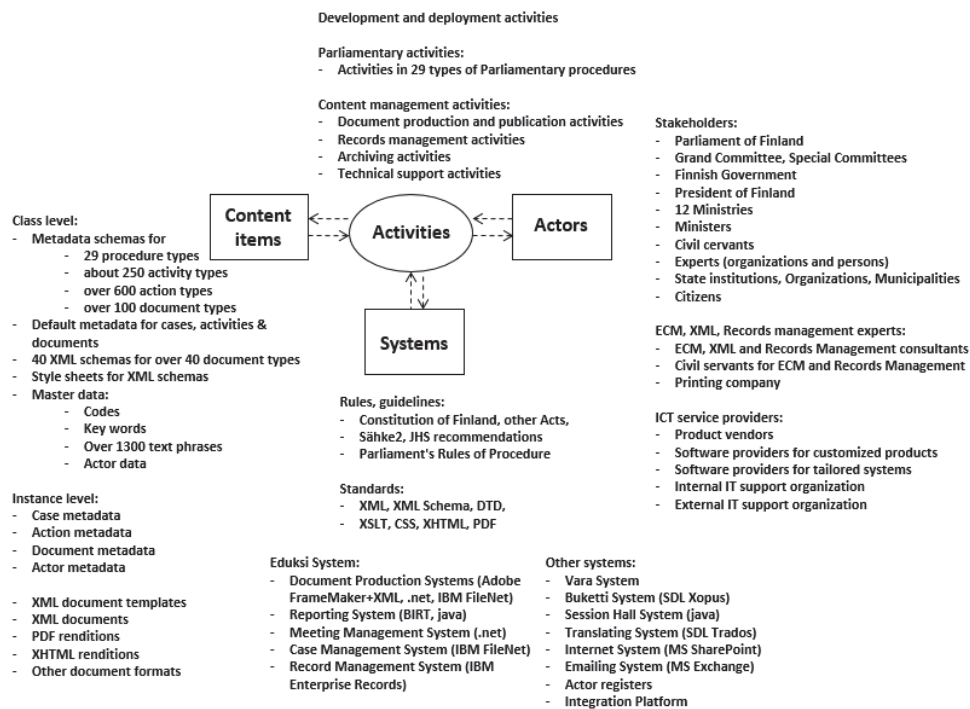 Development and deployment activities
Parliamentary activities:
- Activities in 29 types of Parliamentary procedures
Content management activities:
- Document production and publication activities
- Records management activities
- Archiving activities
- Technical support activities
Content
items
Activities
Actors
Systems
Class level:
- Metadata schemas for
- 29 procedure types
- about 250 activity types
- over 600 action types
- over 100 document types
- Default metadata for cases, activities &
documents
- 40 XML schemas for over 40 document types
- Style sheets for XML schemas
- Master data:
- Codes
- Key words
- Over 1300 text phrases
- Actor data
Instance level:
- Case metadata
- Action metadata
- Document metadata
- Actor metadata
- XML document templates
- XML documents
- PDF renditions
- XHTML renditions
- Other document formats
Rules, guidelines:
- Constitution of Finland, other Acts,
- Sähke2, JHS recommendations
- Parliament's Rules of Procedure
Standards:
- XML, XML Schema, DTD,
- XSLT, CSS, XHTML, PDF
Eduksi System:
- Document Production Systems (Adobe
FrameMaker+XML, .net, IBM FileNet)
- Reporting System (BIRT, java)
- Meeting Management System (.net)
- Case Management System (IBM FileNet)
- Record Management System (IBM
Enterprise Records)
Other systems:
- Vara System
- Buketti System (SDL Xopus)
- Session Hall System (java)
- Translating System (SDL Trados)
- Internet System (MS SharePoint)
- Emailing System (MS Exchange)
- Actor registers
- Integration Platform
Stakeholders:
- Parliament of Finland
- Grand Committee, Special Committees
- Finnish Government
- President of Finland
- 12 Ministries
- Ministers
- Civil cervants
- Experts (organizations and persons)
- State institutions, Organizations, Municipalities
- Citizens
ECM, XML, Records management experts:
- ECM, XML and Records Management consultants
- Civil servants for ECM and Records Management
- Printing company
ICT service providers:
- Product vendors
- Software providers for customized products
- Software providers for tailored systems
- Internal IT support organization
- External IT support organization